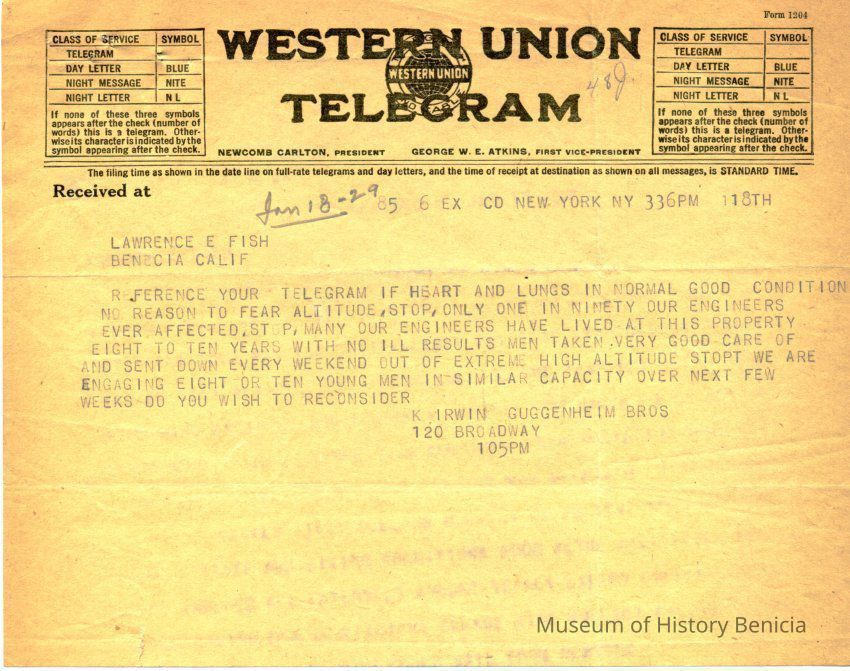 Form 1204
CLASS OF SERVICE SYMBOL
TELEGRAM
DAY LETTER BLUE
NIGHT MESSAGE NITE
NIGHT LETTER N L
If none of these three symbols
appears after the check (number of
words) this is a telegram. Other-
wise its character is indicated by the
symbol appearing after the check.
WESTERN UNION
WESTERN UNION
TELEGRAM
NEWCOMB CARLTON, PRESIDENT GEORGE W. E. ATKINS, FIRST VICE-PRESIDENT
CLASS OF SERVICE SYMBOL
TELEGRAM
DAY LETTER BLUE
NIGHT MESSAGE NITE
NIGHT LETTER N L
If none of these three symbols
appears after the check (number of
words) this is a telegram. Other-
wise its character is indicated by the
symbol appearing after the check.
The filing time as shown in the date line on full-rate telegrams and day letters, and the time of receipt at destination as shown on all messages, is STANDARD TIME.
Received at
Jan 18-29 85 6 EX CD NEW YORK NY 336PM 118TH
LAWRENCE E FISH
BENECIA CALIF
REFERENCE YOUR TELEGRAM IF HEART AND LUNGS IN NORMAL GOOD CONDITION
NO REASON TO FEAR ALTITUDE,STOP,ONLY ONE IN NINETY OUR ENGINEERS
EVER AFFECTED,STOP,MANY OUR ENGINEERS HAVE LIVED AT THIS PROPERTY
EIGHT TO TEN YEARS WITH NO ILL RESULTS MEN TAKEN VERY GOOD CARE OF
AND SENT DOWN EVERY WEEKEND OUT OF EXTREME HIGH ALTITUDE STOPT WE ARE
ENGAGING EIGHT OR TEN YOUNG MEN IN SIMILAR CAPACITY OVER NEXT FEW
WEEKS DO YOU WISH TO RECONSIDER
K IRWIN GUGGENHEIM BROS
120 BROADWAY
105PM
Museum of History Benicia